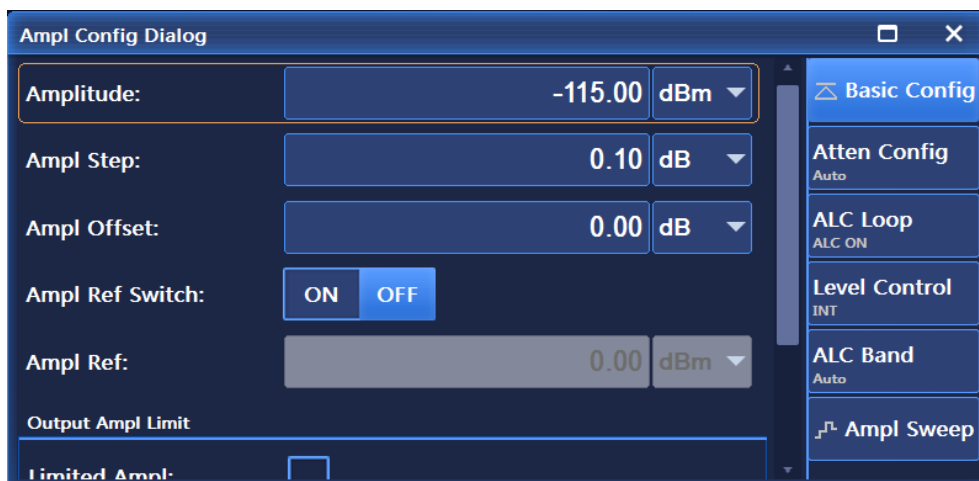 Ampl Config Dialog
Amplitude: -115.00 dBm
Ampl Step: 0.10 dB
Ampl Offset: 0.00 dB
Ampl Ref Switch: ON OFF
Ampl Ref: 0.00 dBm
Output Ampl Limit
Limited Ampl:
Basic Config
Atten Config
Auto
ALC Loop
ALC ON
Level Control
INT
ALC Band
Auto
Ampl Sweep